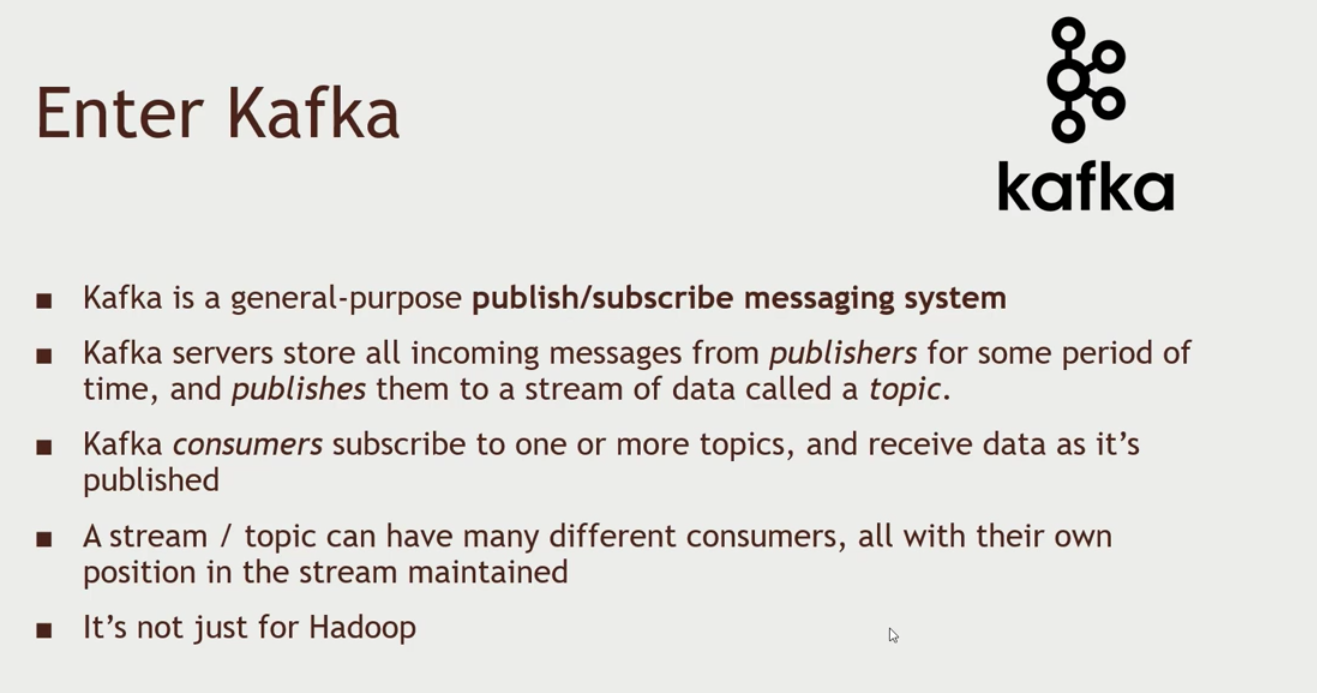 Enter Kafka
kafka
■ Kafka is a general-purpose publish/subscribe messaging system
■ Kafka servers store all incoming messages from publishers for some period of
time, and publishes them to a stream of data called a topic.
■ Kafka consumers subscribe to one or more topics, and receive data as it’s
published
■ A stream / topic can have many different consumers, all with their own
position in the stream maintained
■ It’s not just for Hadoop